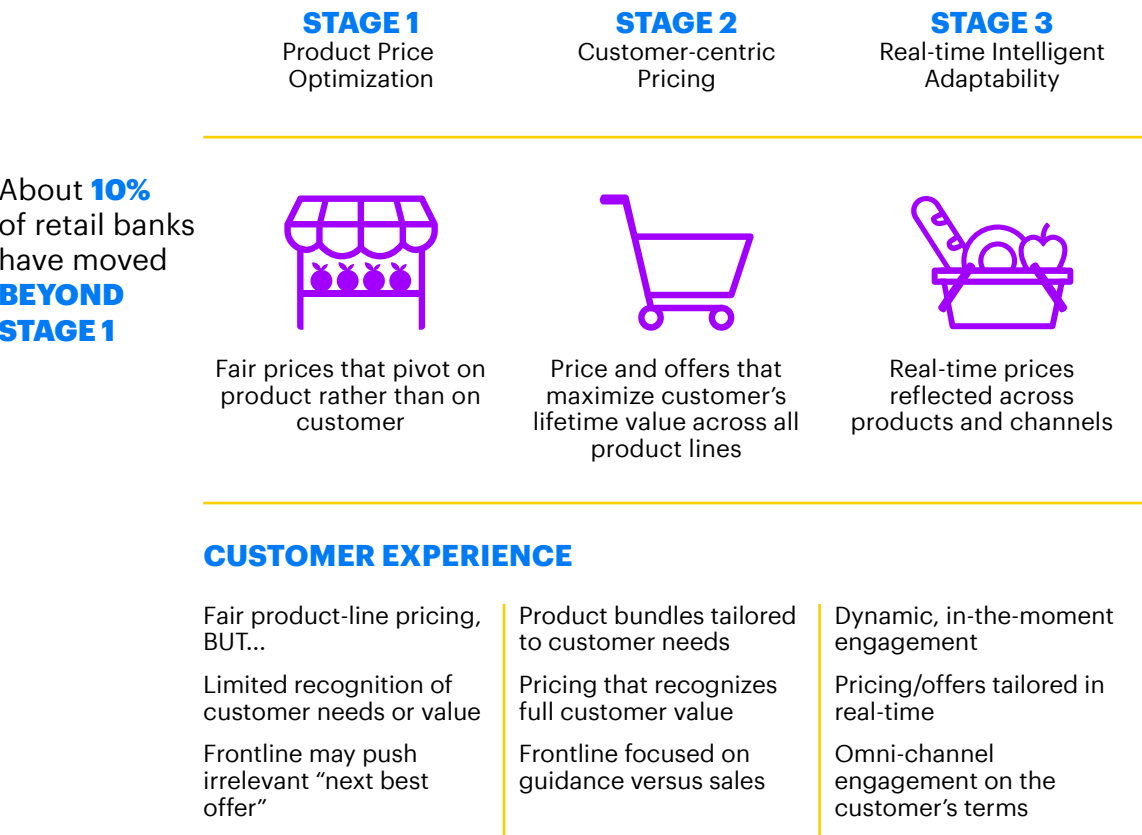 STAGE 1
Product Price
Optimization
STAGE 2
Customer-centric
Pricing
STAGE 3
Real-time Intelligent
Adaptability
About 10%
of retail banks
have moved
BEYOND
STAGE 1
Fair prices that pivot on
product rather than on
customer
Price and offers that
maximize customer’s
lifetime value across all
product lines
Real-time prices
reflected across
products and channels
CUSTOMER EXPERIENCE
Fair product-line pricing,
BUT...
Limited recognition of
customer needs or value
Frontline may push
irrelevant “next best
offer”
Product bundles tailored
to customer needs
Pricing that recognizes
full customer value
Frontline focused on
guidance versus sales
Dynamic, in-the-moment
engagement
Pricing/offers tailored in
real-time
Omni-channel
engagement on the
customer’s terms